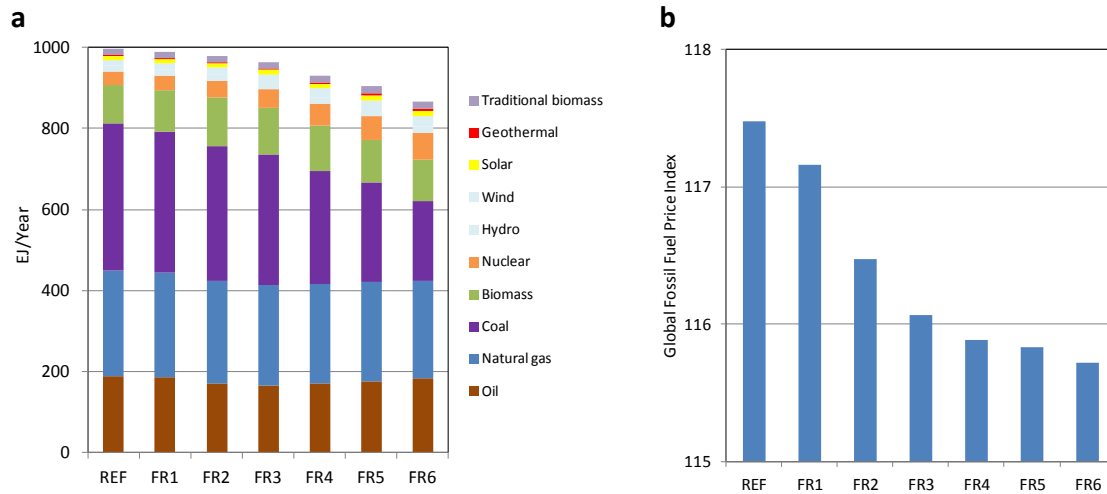 a
1000
800
600
400
200
0
EJ/Year
REF FR1 FR2 FR3 FR4 FR5 FR6
Traditional biomass
Geothermal
Solar
Wind
Hydro
Nuclear
Biomass
Coal
Natural gas
Oil
b
118
117
116
115
Global Fossil Fuel Price Index
REF FR1 FR2 FR3 FR4 FR5 FR6